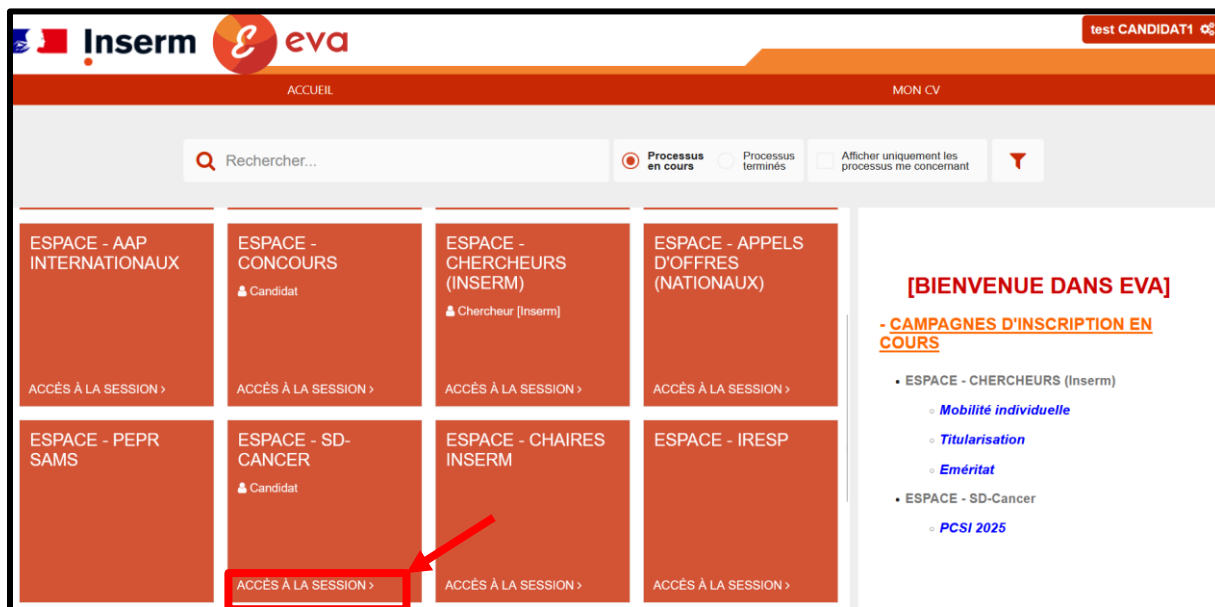 Inserm
eva
test CANDIDAT1
ACCUEIL
MON CV
Rechercher...
Processus
en cours
Processus
terminés
Afficher uniquement les
processus me concernant
ESPACE - AAP
INTERNATIONAUX
ACCÈS À LA SESSION >
ESPACE -
CONCOURS
Candidat
ACCÈS À LA SESSION >
ESPACE -
CHERCHEURS
(INSERM)
Chercheur [Inserm]
ACCÈS À LA SESSION >
ESPACE - APPELS
D'OFFRES
(NATIONAUX)
ACCÈS À LA SESSION >
ESPACE - PEPR
SAMS
ESPACE - SD-
CANCER
Candidat
ACCÈS À LA SESSION >
ESPACE - CHAIRES
INSERM
ACCÈS À LA SESSION >
ESPACE - IRESP
ACCÈS À LA SESSION >
[BIENVENUE DANS EVA]
- CAMPAGNES D'INSCRIPTION EN
COURS
• ESPACE - CHERCHEURS (Inserm)
◦ Mobilité individuelle
◦ Titularisation
◦ Eméritat
• ESPACE - SD-Cancer
◦ PCSI 2025